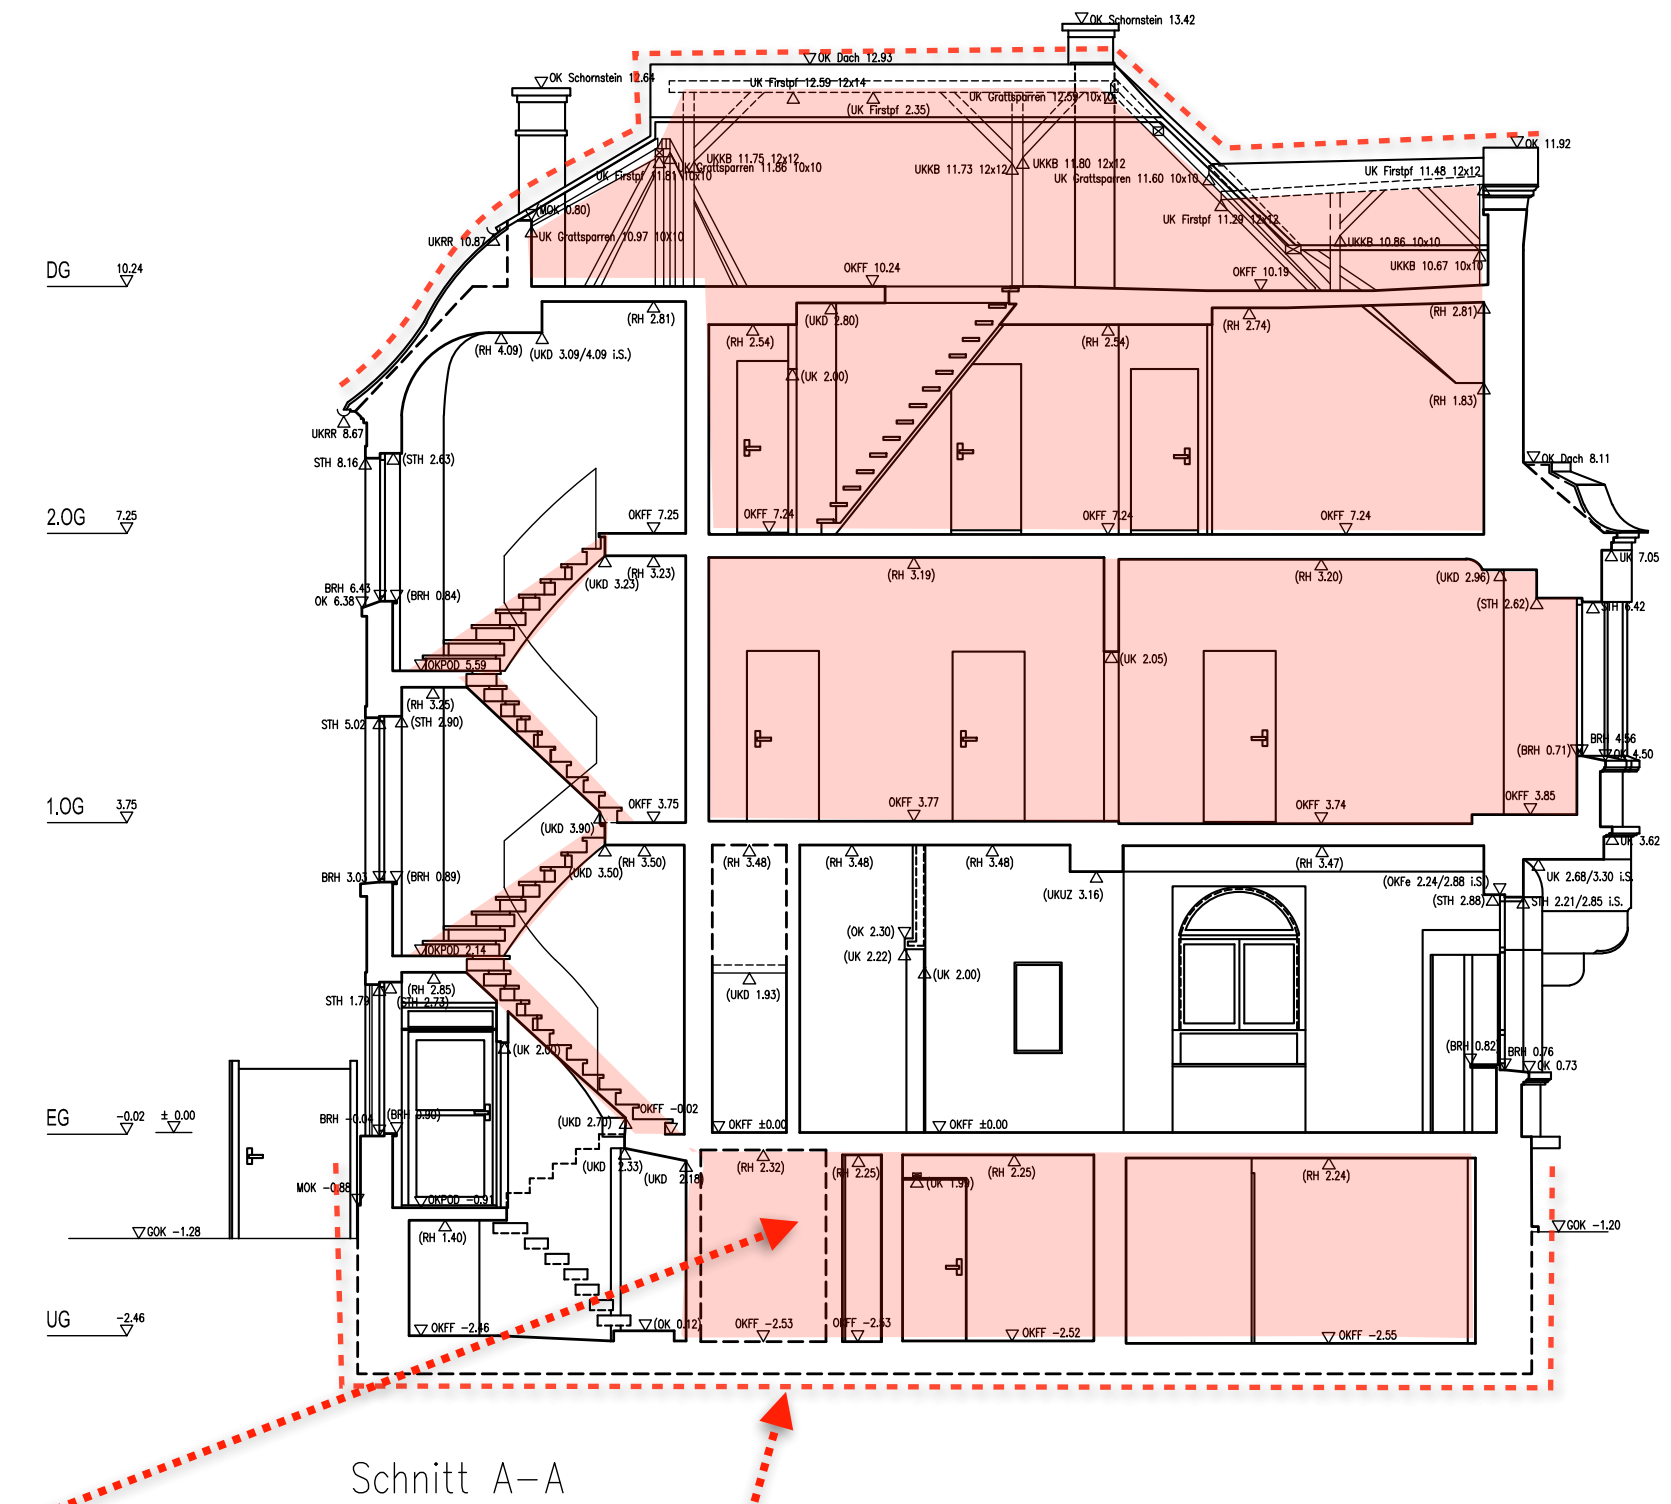 OK Schornstein 13.42
OK Dach 12.93
OK Schornstein 12.64
UK Firstpf 12.59 12x14
UK Grattsparren 12.59 10x10
(UK Firstpf 2.35)
OK 11.92
UKKB 11.75 12x12
UK Grattsparren 11.86 10x10
UK Firstpf 11.81 10x10
UKKB 11.73 12x12
UKKB 11.80 12x12
UK Grattsparren 11.60 10x10
UK Firstpf 11.48 12x12
(MOK 0.80)
UK Firstpf 11.29 12x12
UKRR 10.87
UK Grattsparren 10.97 10X10
UKKB 10.86 10x10
UKKB 10.67 10x10
DG 10.24
OKFF 10.24
OKFF 10.19
(RH 2.81)
(UKD 2.80)
(RH 2.74)
(RH 2.81)
(RH 4.09)
(UKD 3.09/4.09 i.S.)
(RH 2.54)
(RH 2.54)
(UK 2.00)
(RH 1.83)
UKRR 8.67
STH 8.16
(STH 2.63)
OK Dach 8.11
2.OG 7.25
OKFF 7.25
OKFF 7.24
OKFF 7.24
OKFF 7.24
UK 7.05
(UKD 3.23)
(RH 3.23)
(RH 3.19)
(RH 3.20)
(UKD 2.96)
BRH 6.43
OK 6.38
(BRH 0.84)
(STH 2.62)
STH 6.42
OKPOD 5.59
(UK 2.05)
(RH 3.25)
STH 5.02
(STH 2.90)
(BRH 0.71)
BRH 4.56
OK 4.50
1.OG 3.75
OKFF 3.75
OKFF 3.77
OKFF 3.74
OKFF 3.85
(UKD 3.90)
UK 3.62
(RH 3.50)
(UKD 3.50)
(RH 3.48)
(RH 3.48)
(RH 3.48)
(RH 3.47)
BRH 3.03
(BRH 0.89)
(UKUZ 3.16)
(OKFe 2.24/2.88 i.S)
UK 2.68/3.30 i.S.
(STH 2.88)
STH 2.21/2.85 i.S.
OKPOD 2.14
(OK 2.30)
(UK 2.22)
(RH 2.85)
STH 1.79
(STH 2.73)
(UKD 1.93)
(UK 2.00)
(UK 2.00)
(BRH 0.82)
BRH 0.76
OK 0.73
EG -0.02 ± 0.00
BRH -0.04
(BRH 0.90)
(UKD 2.70)
OKFF -0.02
OKFF ±0.00
OKFF ±0.00
(UKD 2.33)
(UKD 2.18)
(RH 2.32)
(RH 2.25)
(RH 2.25)
(RH 2.24)
(UK 1.99)
MOK -0.88
OKPOD -0.91
GOK -1.28
(RH 1.40)
GOK -1.20
UG -2.46
OKFF -2.46
(OK 0.12)
OKFF -2.53
OKFF -2.53
OKFF -2.52
OKFF -2.55
Schnitt A-A